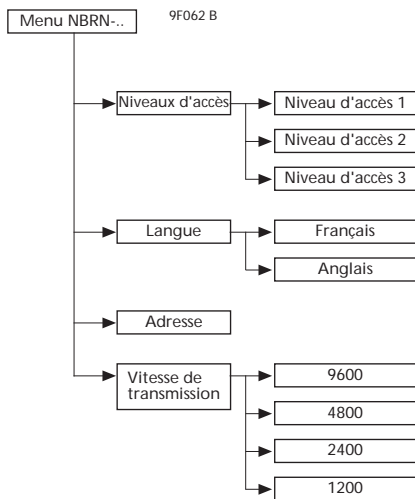 Menu NBRN-..
9F062 B
Niveaux d'accès
Niveau d'accès 1
Niveau d'accès 2
Niveau d'accès 3
Langue
Français
Anglais
Adresse
Vitesse de
transmission
9600
4800
2400
1200